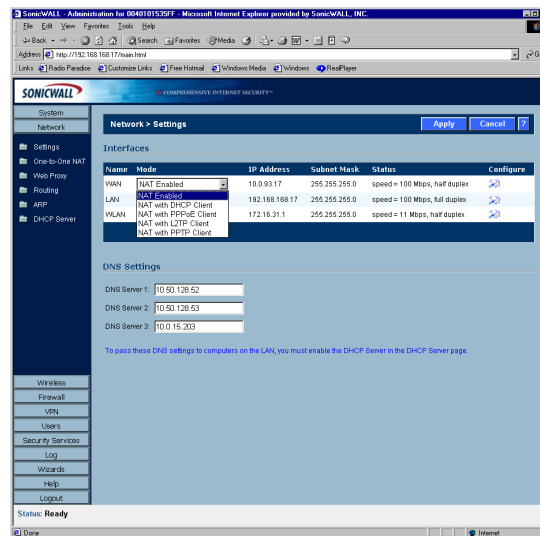 SonicWALL - Administration for 0040101535FF - Microsoft Internet Explorer provided by SonicWALL, INC.
File Edit View Favorites Tools Help
Back Search Favorites Media
Address http://192.168.168.17/main.html
Links Radio Paradise Customize Links Free Hotmail Windows Media Windows RealPlayer
SONICWALL COMPREHENSIVE INTERNET SECURITY™
System
Network
Settings
One-to-One NAT
Web Proxy
Routing
ARP
DHCP Server
Network > Settings Apply Cancel ?
Interfaces
Name Mode IP Address Subnet Mask Status Configure
WAN NAT Enabled 10.0.93.17 255.255.255.0 speed = 100 Mbps, half duplex
LAN 192.168.168.17 255.255.255.0 speed = 100 Mbps, full duplex
WLAN 172.16.31.1 255.255.255.0 speed = 11 Mbps, half duplex
NAT Enabled
NAT with DHCP Client
NAT with PPPoE Client
NAT with L2TP Client
NAT with PPTP Client
DNS Settings
DNS Server 1: 10.50.128.52
DNS Server 2: 10.50.128.53
DNS Server 3: 10.0.15.203
To pass these DNS settings to computers on the LAN, you must enable the DHCP Server in the DHCP Server page.
Wireless
Firewall
VPN
Users
Security Services
Log
Wizards
Help
Logout
Status: Ready
Done Internet